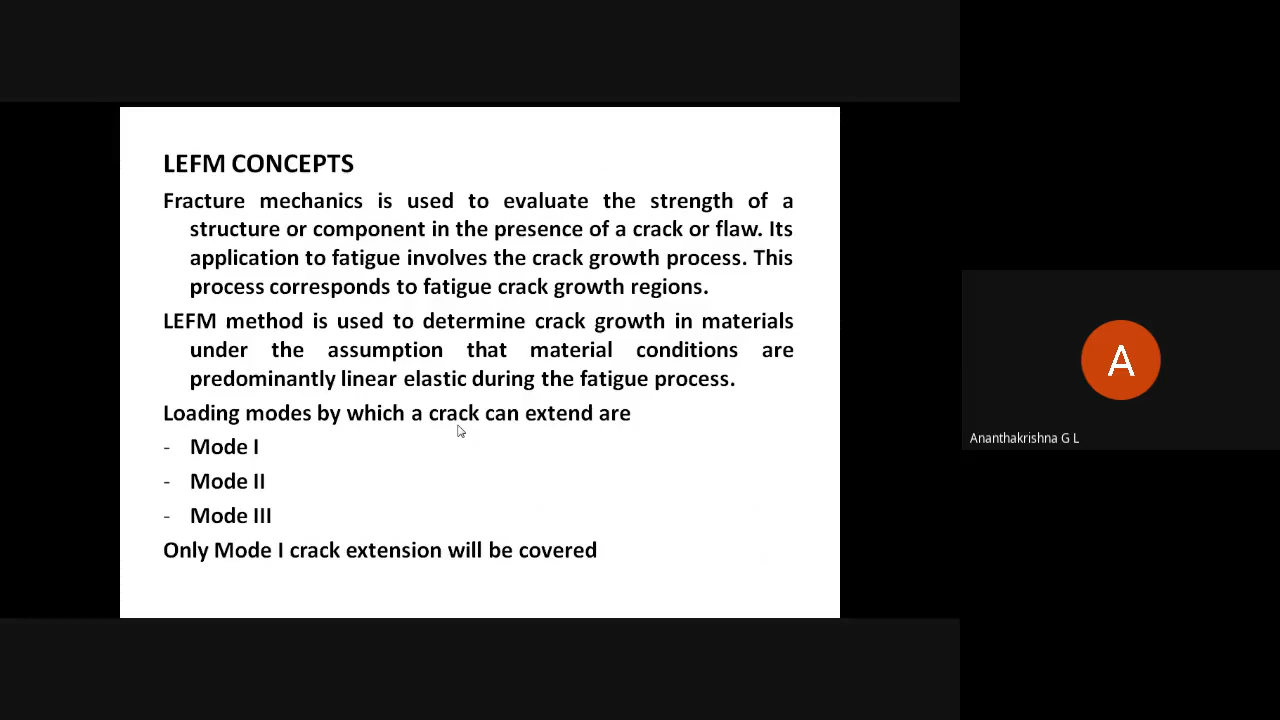 LEFM CONCEPTS
Fracture mechanics is used to evaluate the strength of a
structure or component in the presence of a crack or flaw. Its
application to fatigue involves the crack growth process. This
process corresponds to fatigue crack growth regions.
LEFM method is used to determine crack growth in materials
under the assumption that material conditions are
predominantly linear elastic during the fatigue process.
Loading modes by which a crack can extend are
- Mode I
- Mode II
- Mode III
Only Mode I crack extension will be covered
A
Ananthakrishna G L